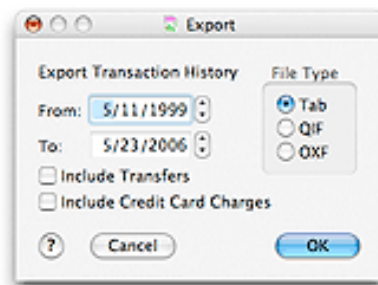 Export
Export Transaction History
File Type
From: 5/11/1999
Tab
To: 5/23/2006
QIF
OXF
Include Transfers
Include Credit Card Charges
?
Cancel
OK